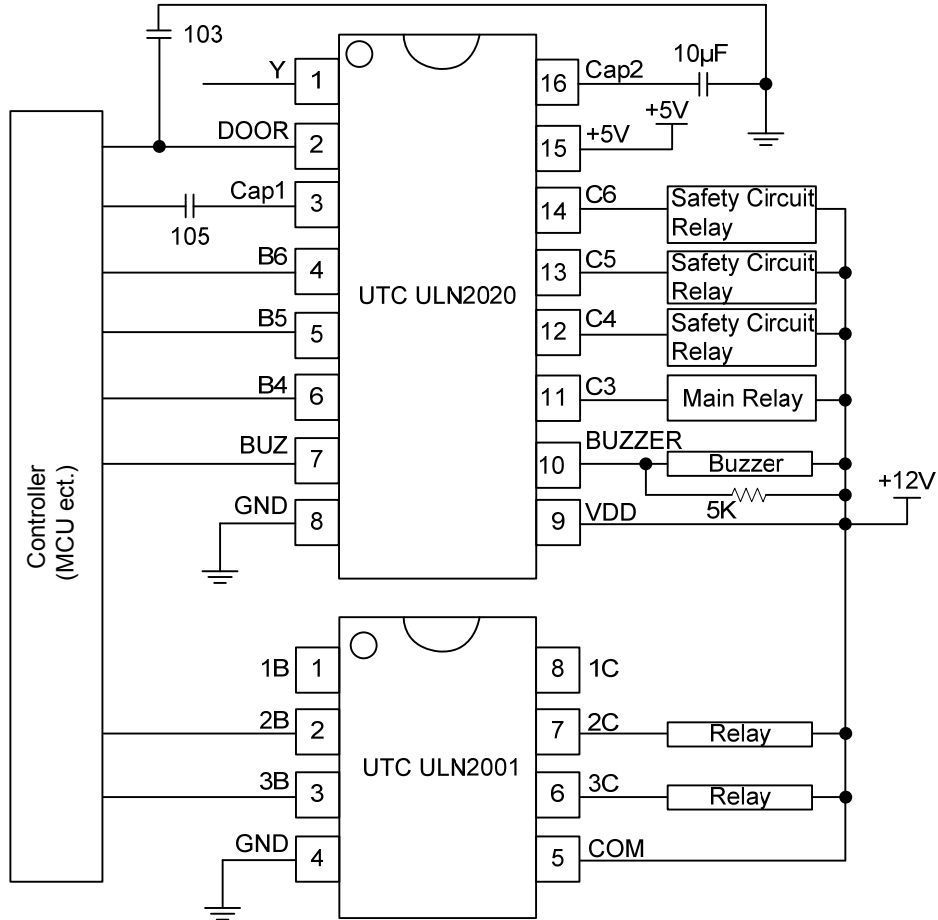 103
10µF
Y
1
16
Cap2
+5V
DOOR
2
15
+5V
Cap1
3
14
C6
Safety Circuit
Relay
105
B6
4
13
C5
Safety Circuit
Relay
UTC ULN2020
B5
5
12
C4
Safety Circuit
Relay
B4
6
11
C3
Main Relay
BUZ
7
10
BUZZER
Buzzer
5K
+12V
GND
8
9
VDD
Controller
(MCU ect.)
1B
1
8
1C
2B
2
7
2C
Relay
UTC ULN2001
3B
3
6
3C
Relay
GND
4
5
COM